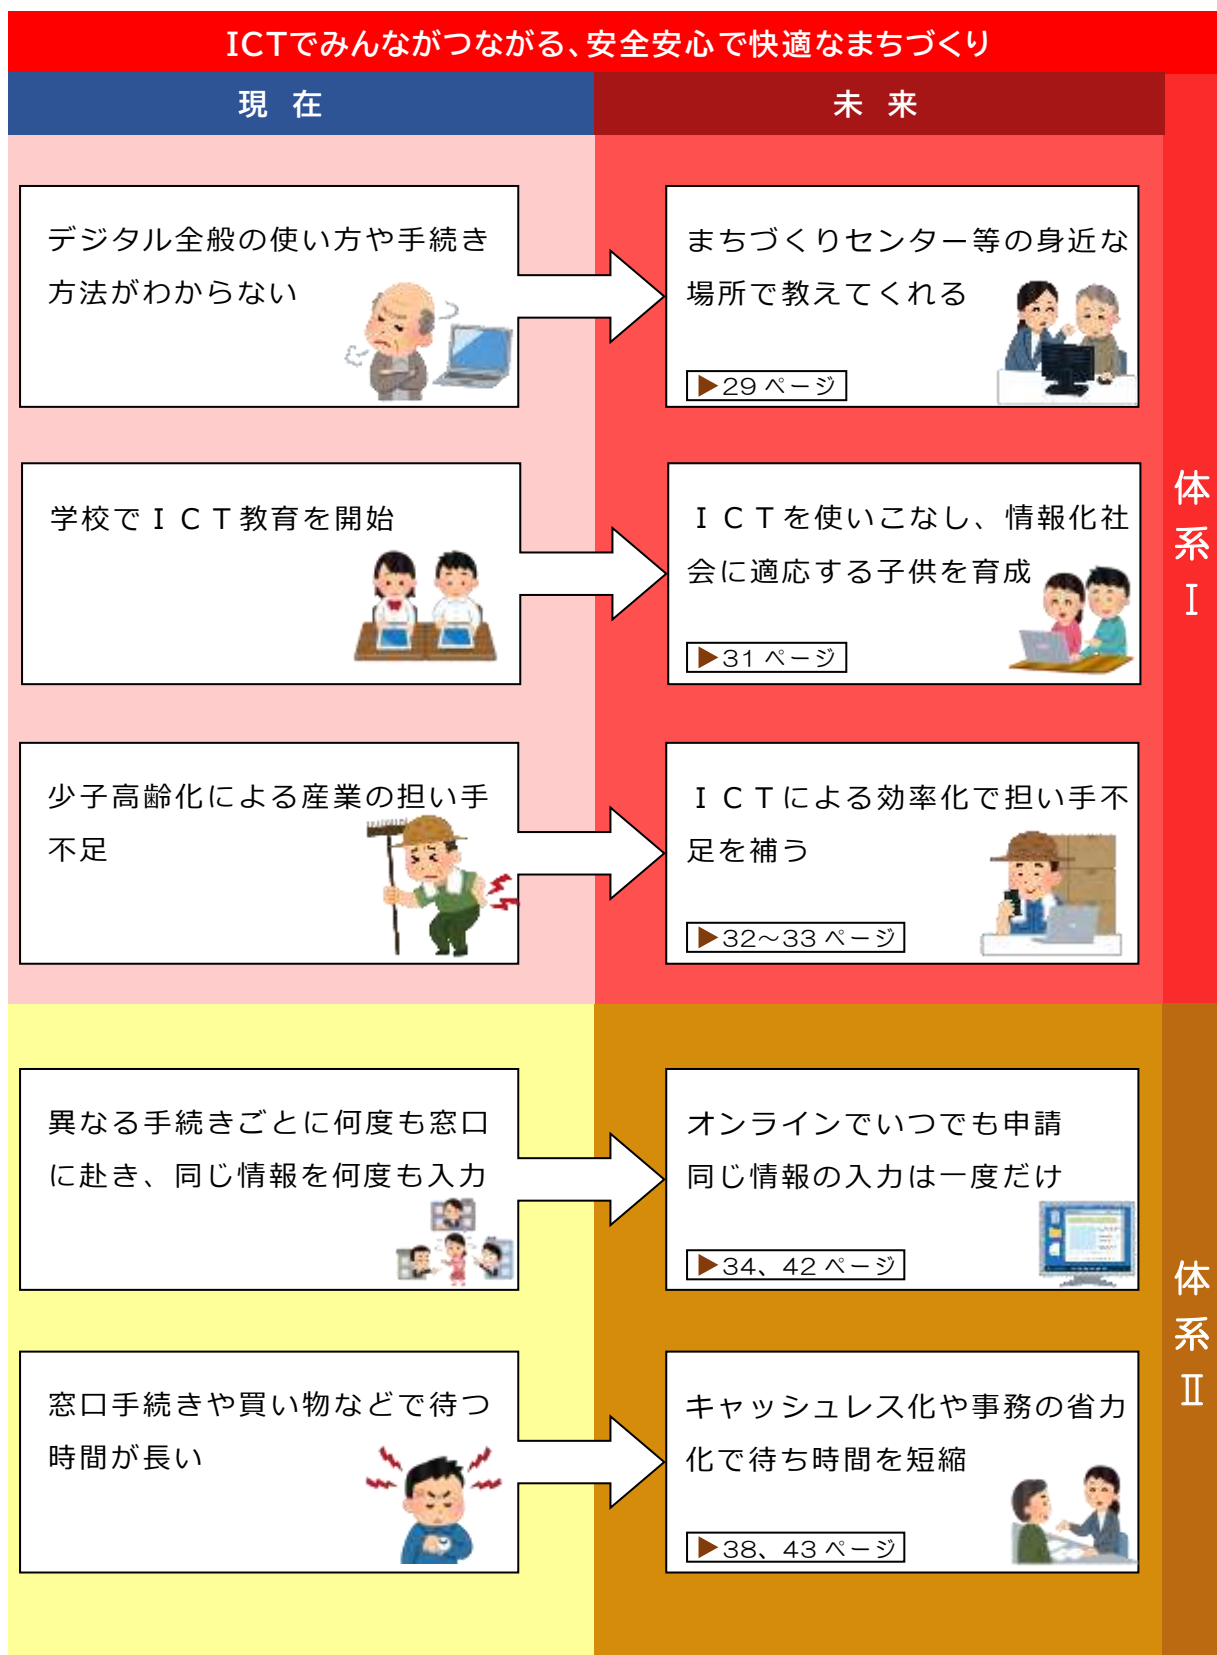 ICTでみんながつながる、安全安心で快適なまちづくり
現 在
未 来
デジタル全般の使い方や手続き
方法がわからない
まちづくりセンター等の身近な
場所で教えてくれる
▶29 ページ
学校でＩＣＴ教育を開始
ＩＣＴを使いこなし、情報化社
会に適応する子供を育成
▶31 ページ
少子高齢化による産業の担い手
不足
ＩＣＴによる効率化で担い手不
足を補う
▶32～33 ページ
体系Ⅰ
異なる手続きごとに何度も窓口
に赴き、同じ情報を何度も入力
オンラインでいつでも申請
同じ情報の入力は一度だけ
▶34、42 ページ
窓口手続きや買い物などで待つ
時間が長い
キャッシュレス化や事務の省力
化で待ち時間を短縮
▶38、43 ページ
体系Ⅱ